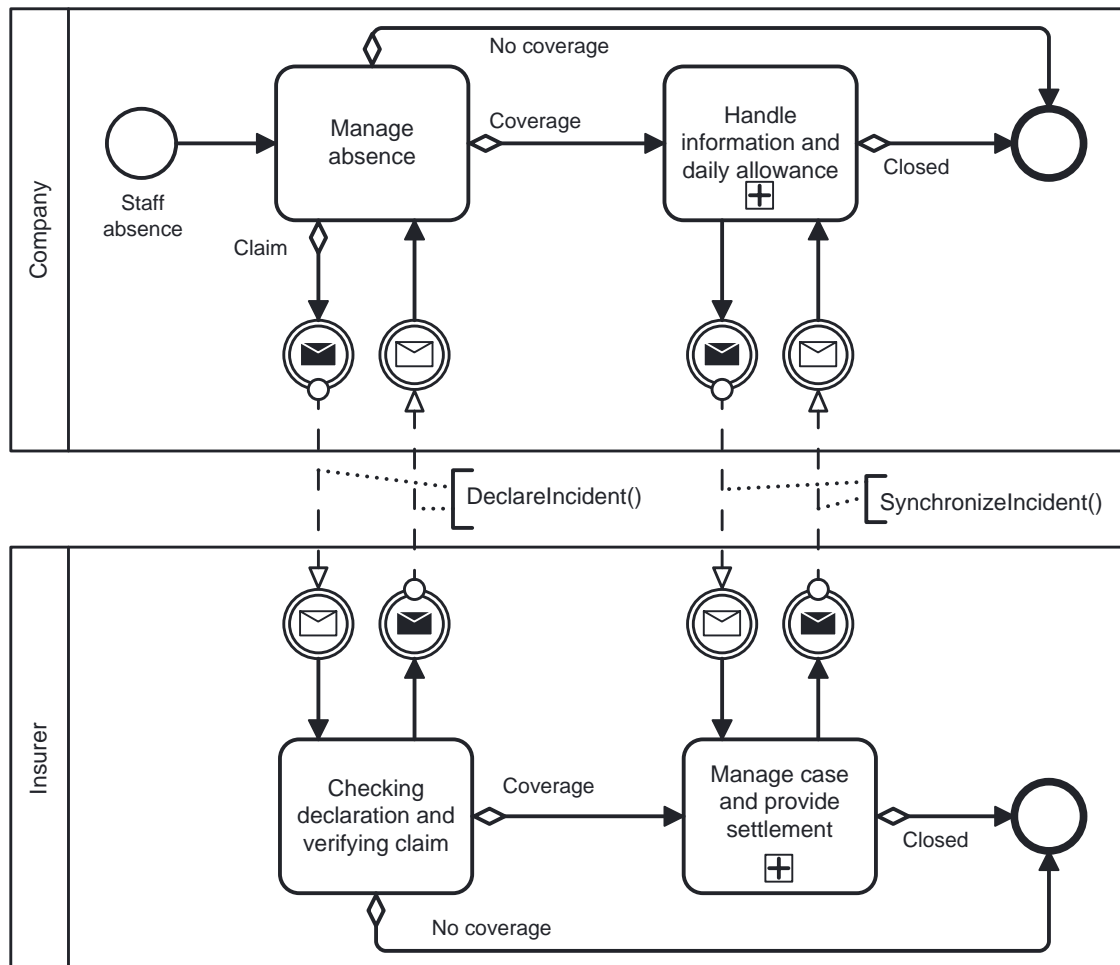 Company
No coverage
Manage
absence
Coverage
Handle
information and
daily allowance
Closed
Staff
absence
Claim
DeclareIncident()
SynchronizeIncident()
Insurer
Checking
declaration and
verifying claim
Coverage
Manage case
and provide
settlement
Closed
No coverage